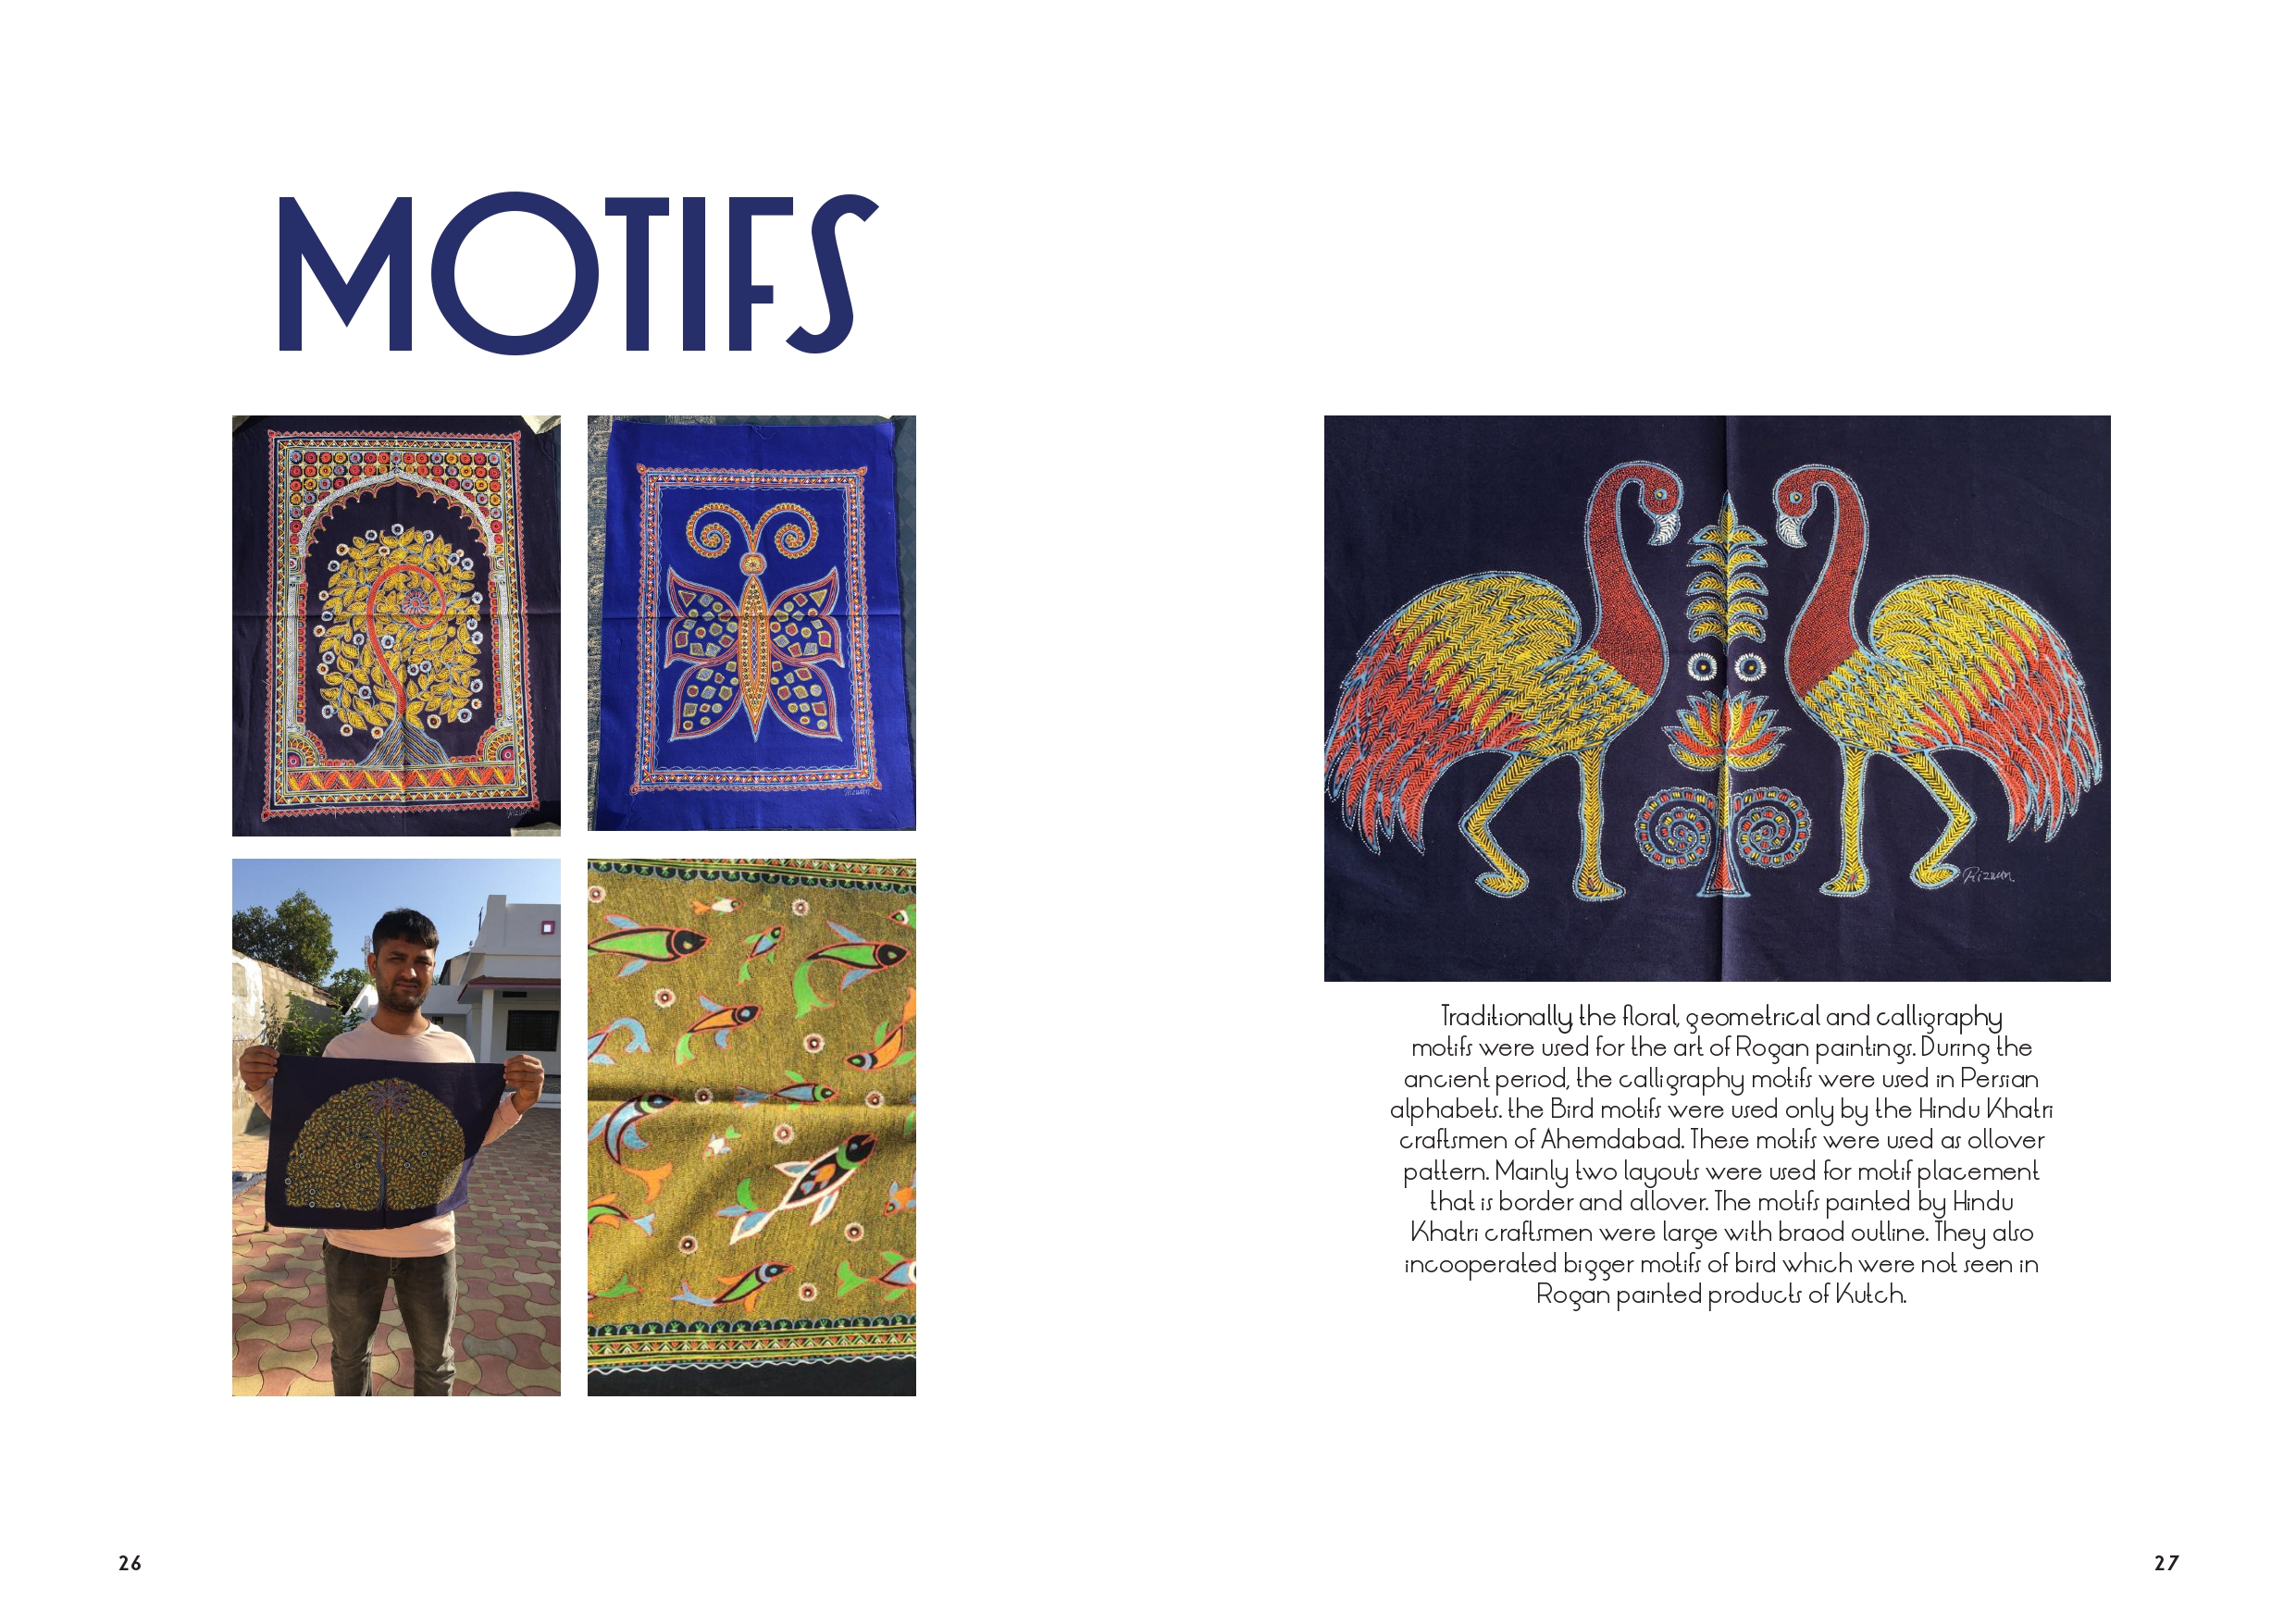 MOTIFS
Rizwan
Traditionally, the floral, geometrical and calligraphy
motifs were used for the art of Rogan paintings. During the
ancient period, the calligraphy motifs were used in Persian
alphabets. the Bird motifs were used only by the Hindu Khatri
craftsmen of Ahemdabad. These motifs were used as ollover
pattern. Mainly two layouts were used for motif placement
that is border and allover. The motifs painted by Hindu
Khatri craftsmen were large with braod outline. They also
incooperated bigger motifs of bird which were not seen in
Rogan painted products of Kutch.
26
27